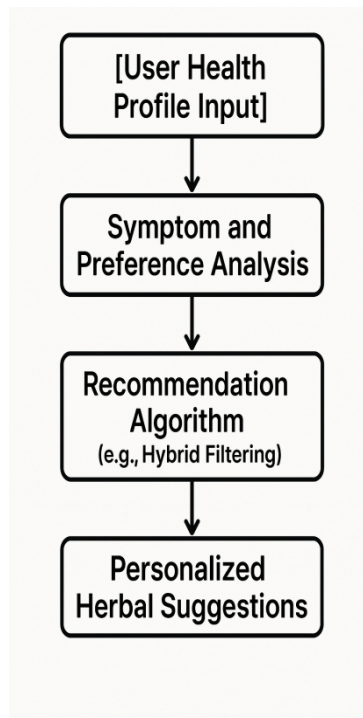 [User Health
Profile Input]
Symptom and
Preference Analysis
Recommendation
Algorithm
(e.g., Hybrid Filtering)
Personalized
Herbal Suggestions